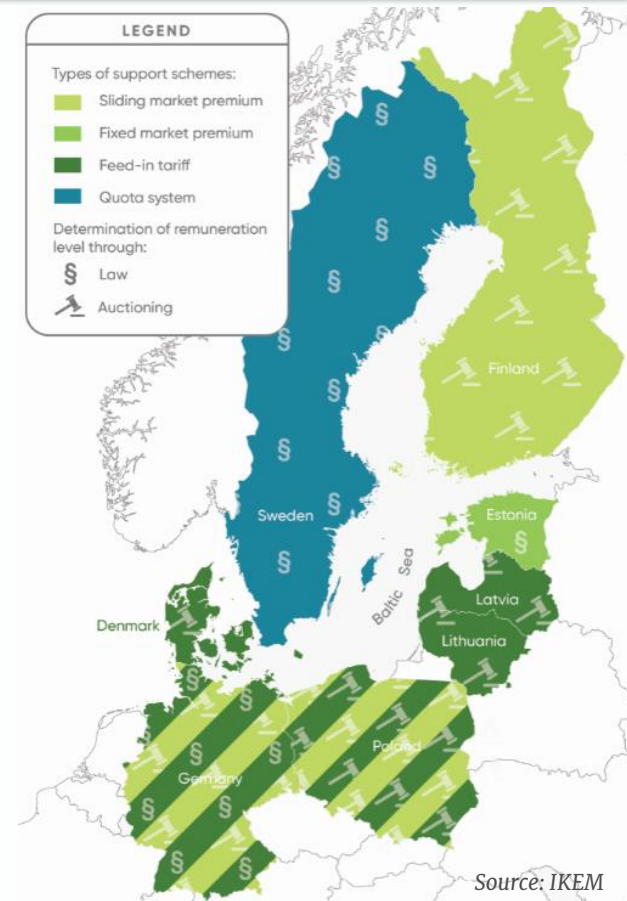 LEGEND
Types of support schemes:
Sliding market premium
Fixed market premium
Feed-in tariff
Quota system
Determination of remuneration
level through:
§ Law
Auctioning
Finland
Sweden
Estonia
§
Baltic Sea
Latvia
Denmark
Lithuania
Poland
Germany
Source: IKEM